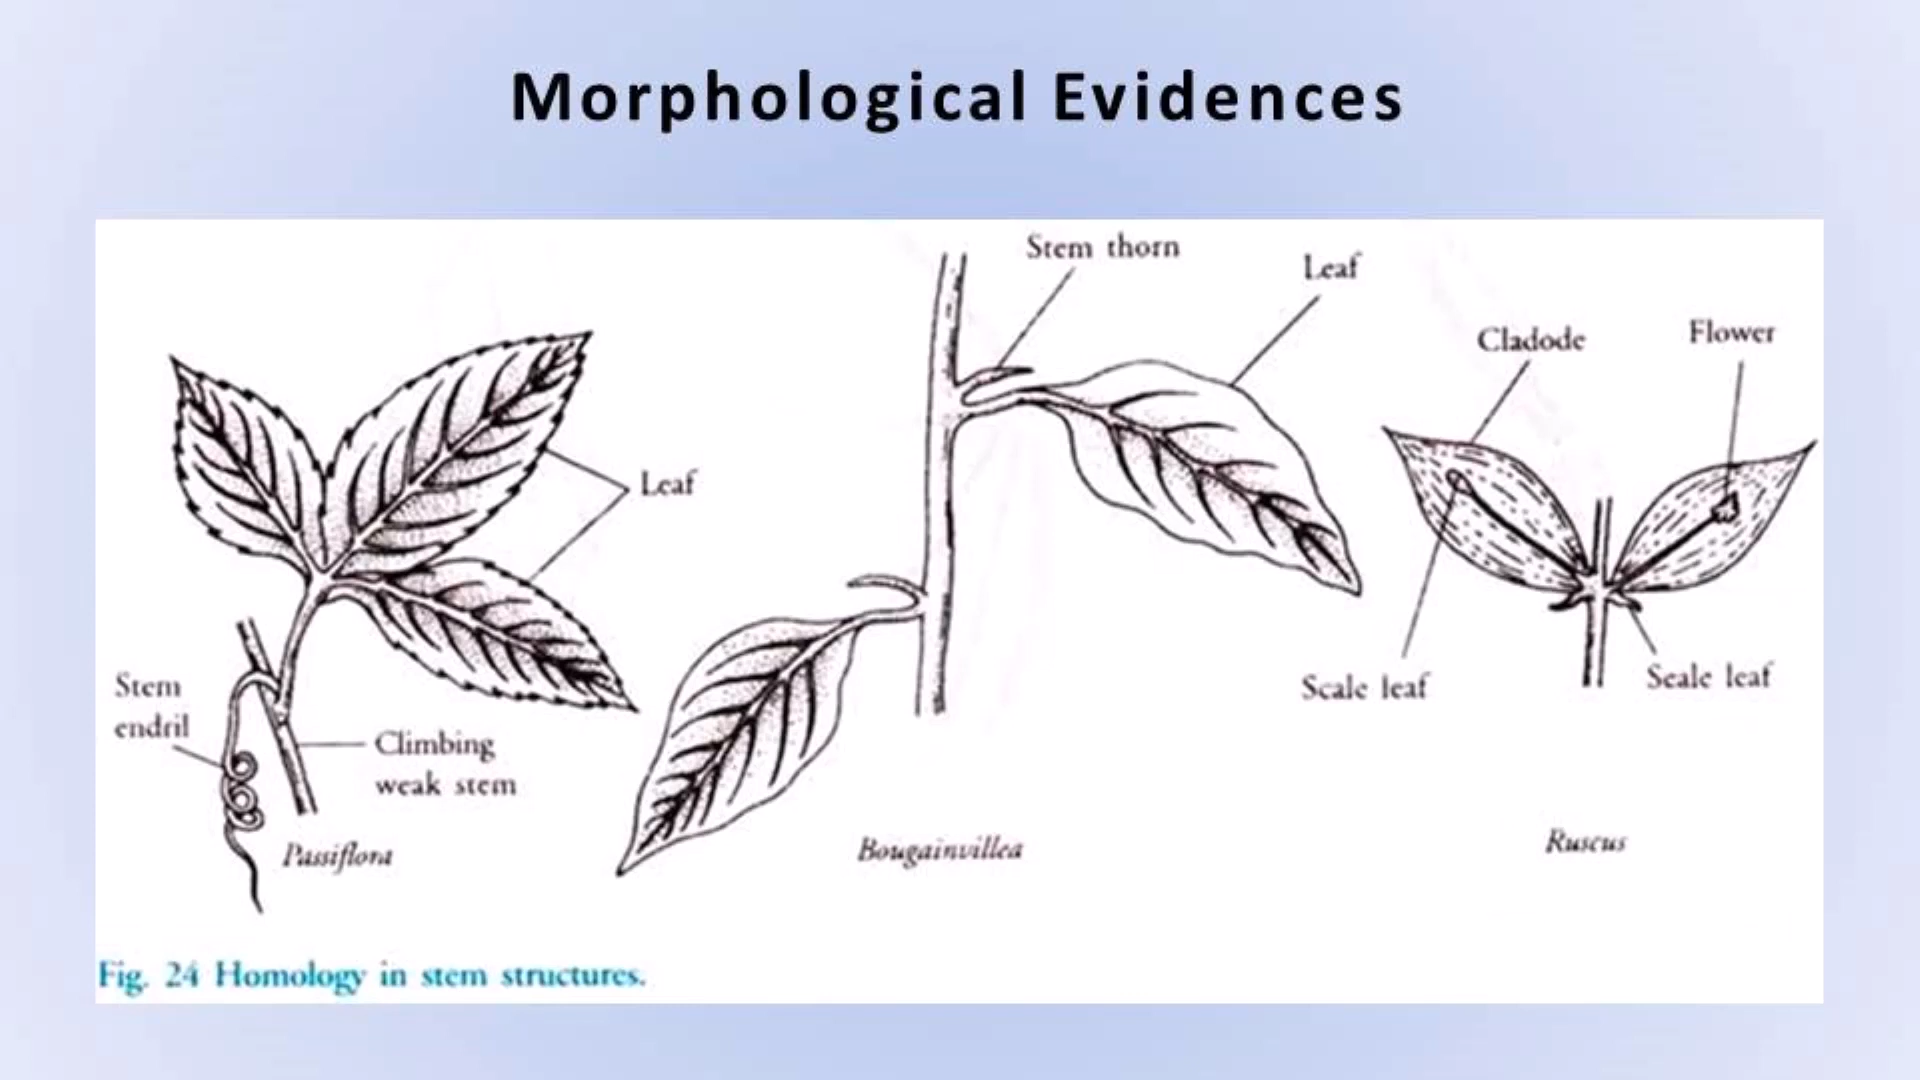 Morphological Evidences
Stem thorn
Leaf
Cladode
Flower
Leaf
Stem
endril
Climbing
weak stem
Scale leaf
Scale leaf
Passiflora
Bougainvillea
Ruscus
Fig. 24 Homology in stem structures.